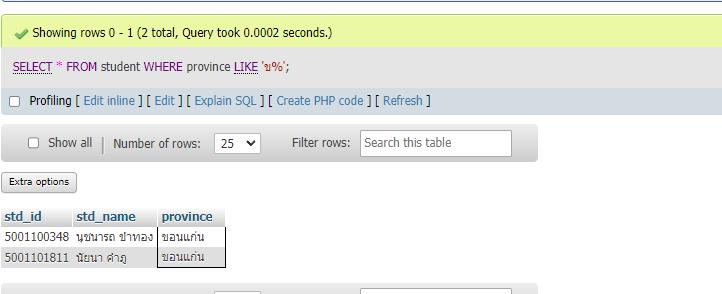 Showing rows 0 - 1 (2 total, Query took 0.0002 seconds.)
SELECT * FROM student WHERE province LIKE 'ข%';
Profiling [ Edit inline ] [ Edit ] [ Explain SQL ] [ Create PHP code ] [ Refresh ]
Show all Number of rows: 25 Filter rows: Search this table
Extra options
std_id std_name province
5001100348 นุชนารถ ขำทอง ขอนแก่น
5001101811 นัยนา คำภู ขอนแก่น